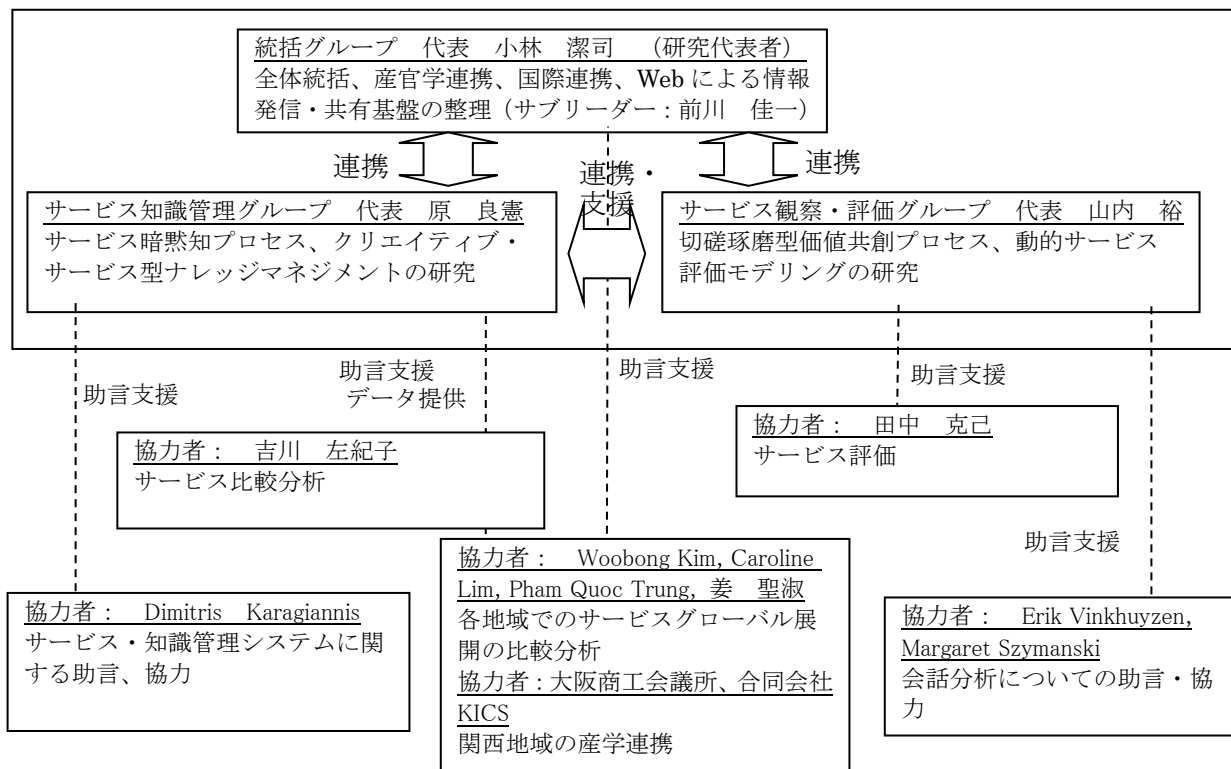 統括グループ　代表　小林　潔司　（研究代表者）
全体統括、産官学連携、国際連携、Web による情報
発信・共有基盤の整理（サブリーダー：前川　佳一）
連携
連携・
支援
連携
サービス知識管理グループ　代表　原　良憲
サービス暗黙知プロセス、クリエイティブ・
サービス型ナレッジマネジメントの研究
サービス観察・評価グループ　代表　山内　裕
切磋琢磨型価値共創プロセス、動的サービス
評価モデリングの研究
助言支援
助言支援
データ提供
助言支援
助言支援
協力者：　吉川　左紀子
サービス比較分析
協力者：　田中　克己
サービス評価
助言支援
協力者：　Dimitris　Karagiannis
サービス・知識管理システムに関
する助言、協力
協力者：　Woobong Kim, Caroline
Lim, Pham Quoc Trung, 姜　聖淑
各地域でのサービスグローバル展
開の比較分析
協力者：大阪商工会議所、合同会社
KICS
関西地域の産学連携
協力者：　Erik Vinkhuyzen,
Margaret Szymanski
会話分析についての助言・協
力